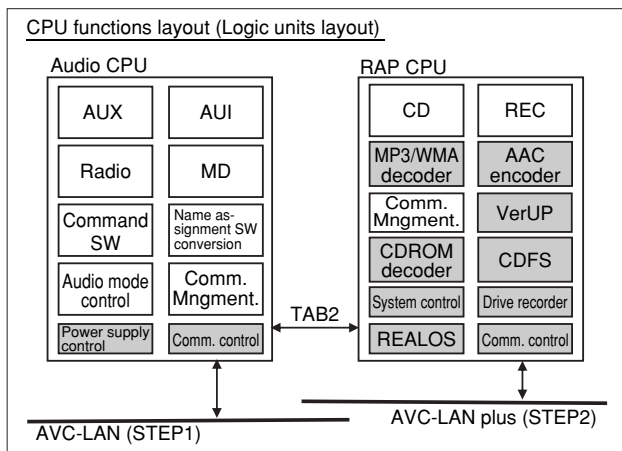 CPU functions layout (Logic units layout)
Audio CPU
AUX
AUI
Radio
MD
Command
SW
Name as-
signment SW
conversion
Audio mode
control
Comm.
Mngment.
Power supply
control
Comm. control
TAB2
RAP CPU
CD
REC
MP3/WMA
decoder
AAC
encoder
Comm.
Mngment.
VerUP
CDROM
decoder
CDFS
System control
Drive recorder
REALOS
Comm. control
AVC-LAN (STEP1)
AVC-LAN plus (STEP2)